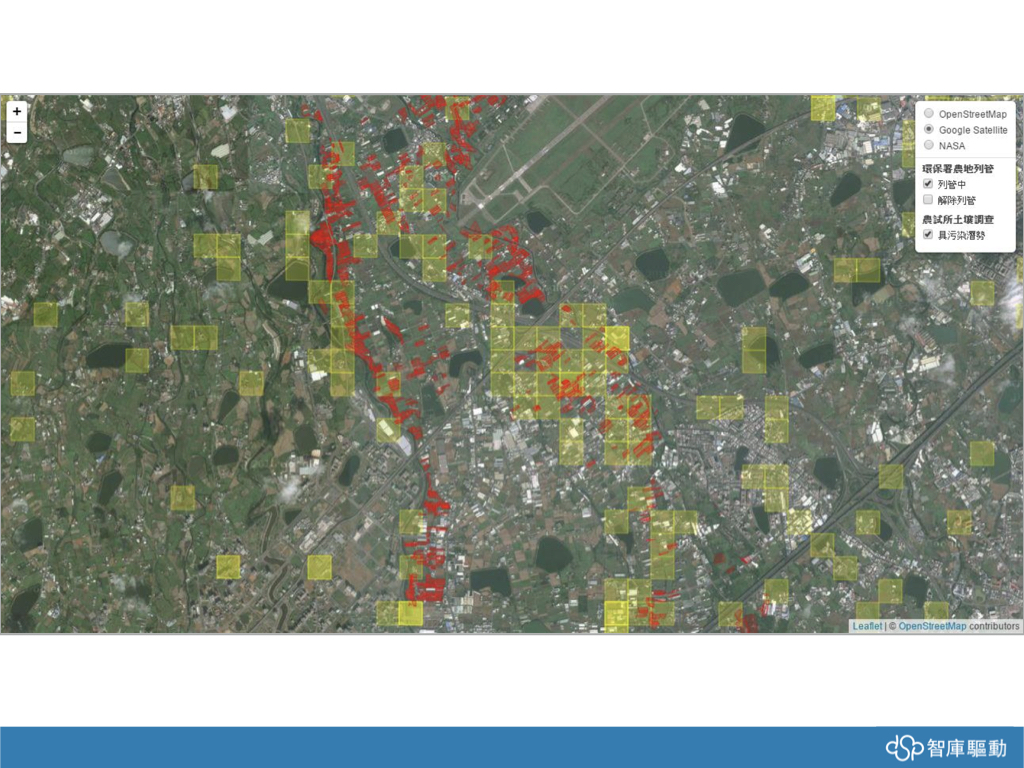 +
−
OpenStreetMap
Google Satellite
NASA
環保署農地列管
列管中
解除列管
農試所土壤調查
具污染潛勢
Leaflet | © OpenStreetMap contributors
dSp 智庫驅動